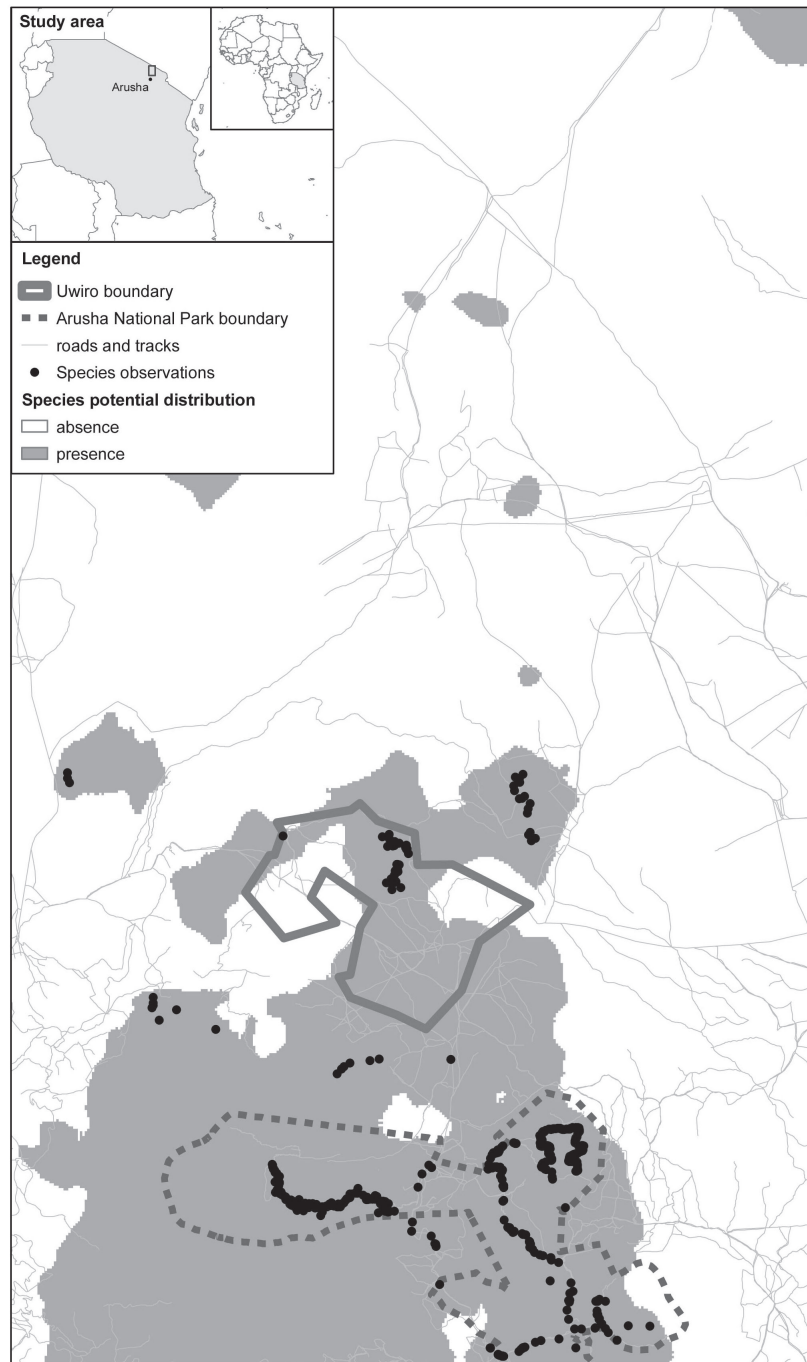 Study area
Arusha
Legend
Uwiro boundary
Arusha National Park boundary
roads and tracks
Species observations
Species potential distribution
absence
presence